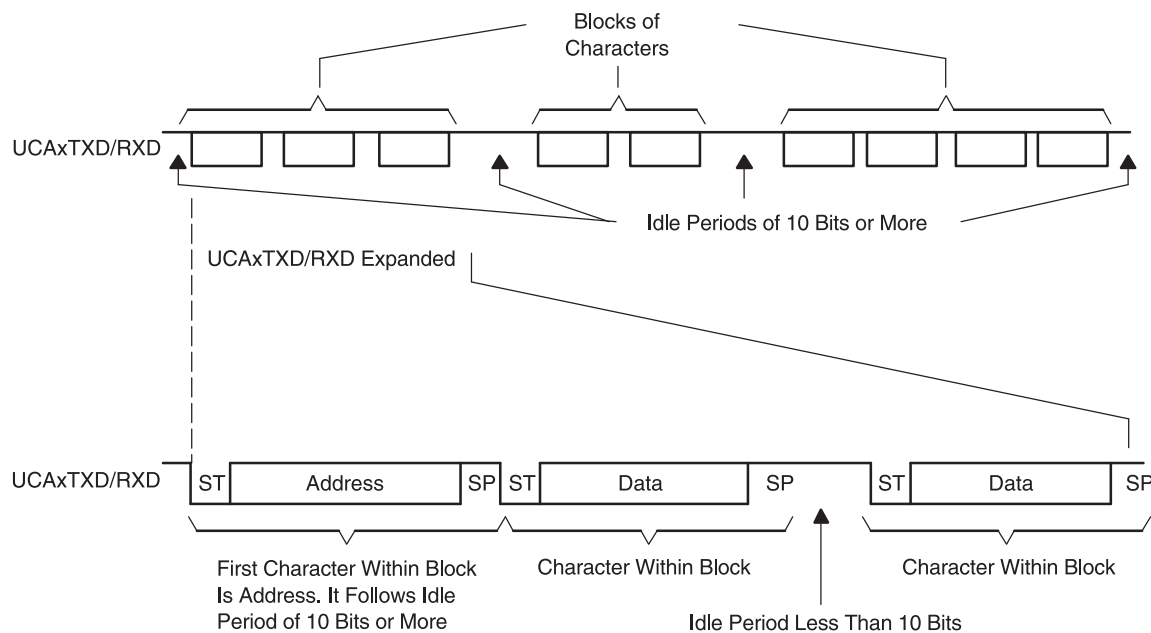 Blocks of
Characters
UCAxTXD/RXD
Idle Periods of 10 Bits or More
UCAxTXD/RXD Expanded
UCAxTXD/RXD
ST
Address
SP
ST
Data
SP
ST
Data
SP
First Character Within Block
Is Address. It Follows Idle
Period of 10 Bits or More
Character Within Block
Character Within Block
Idle Period Less Than 10 Bits